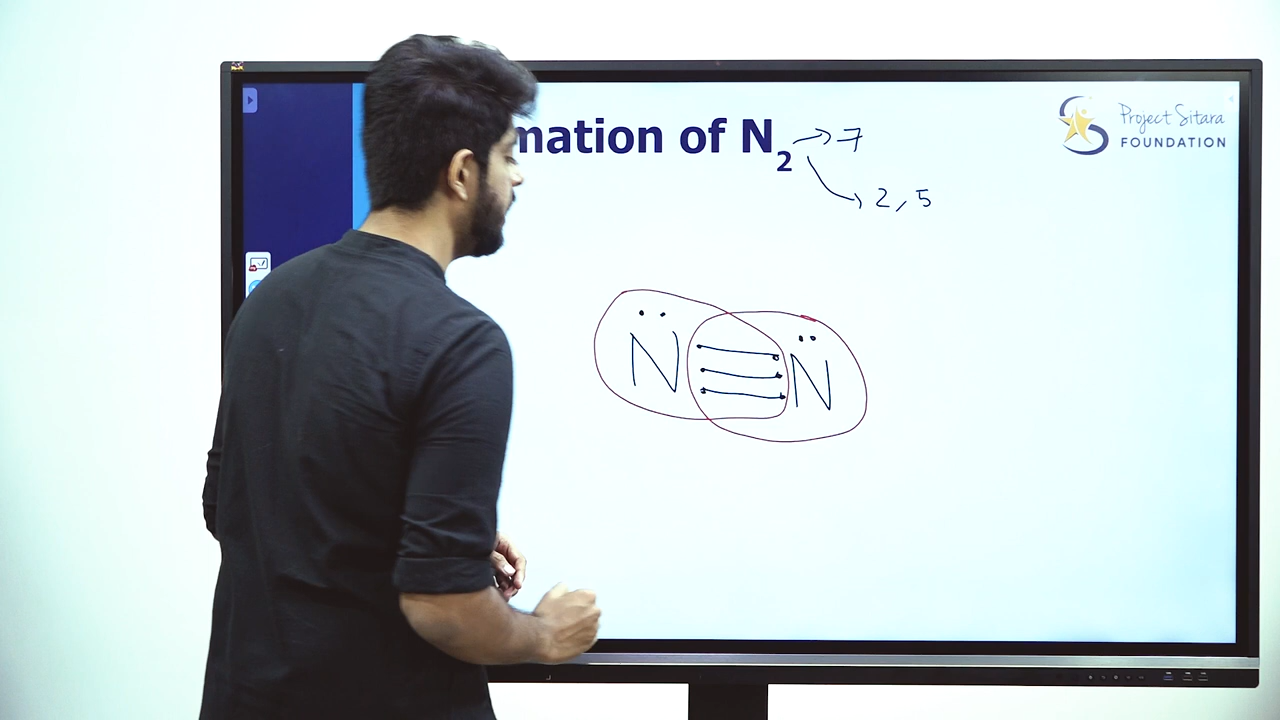 mation of N₂ → 7
→ 2, 5
Project Sitara
FOUNDATION
N ≡ N